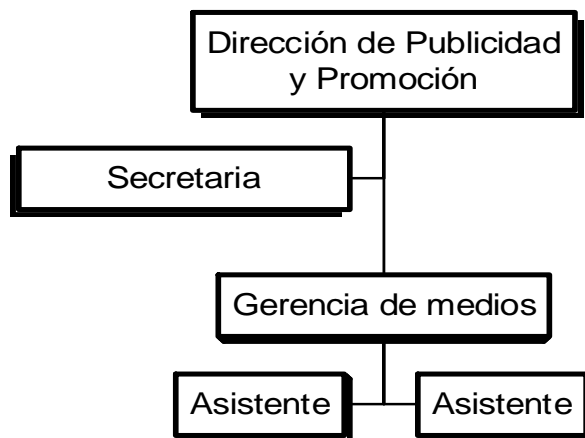 Dirección de Publicidad
y Promoción
Secretaria
Gerencia de medios
Asistente
Asistente